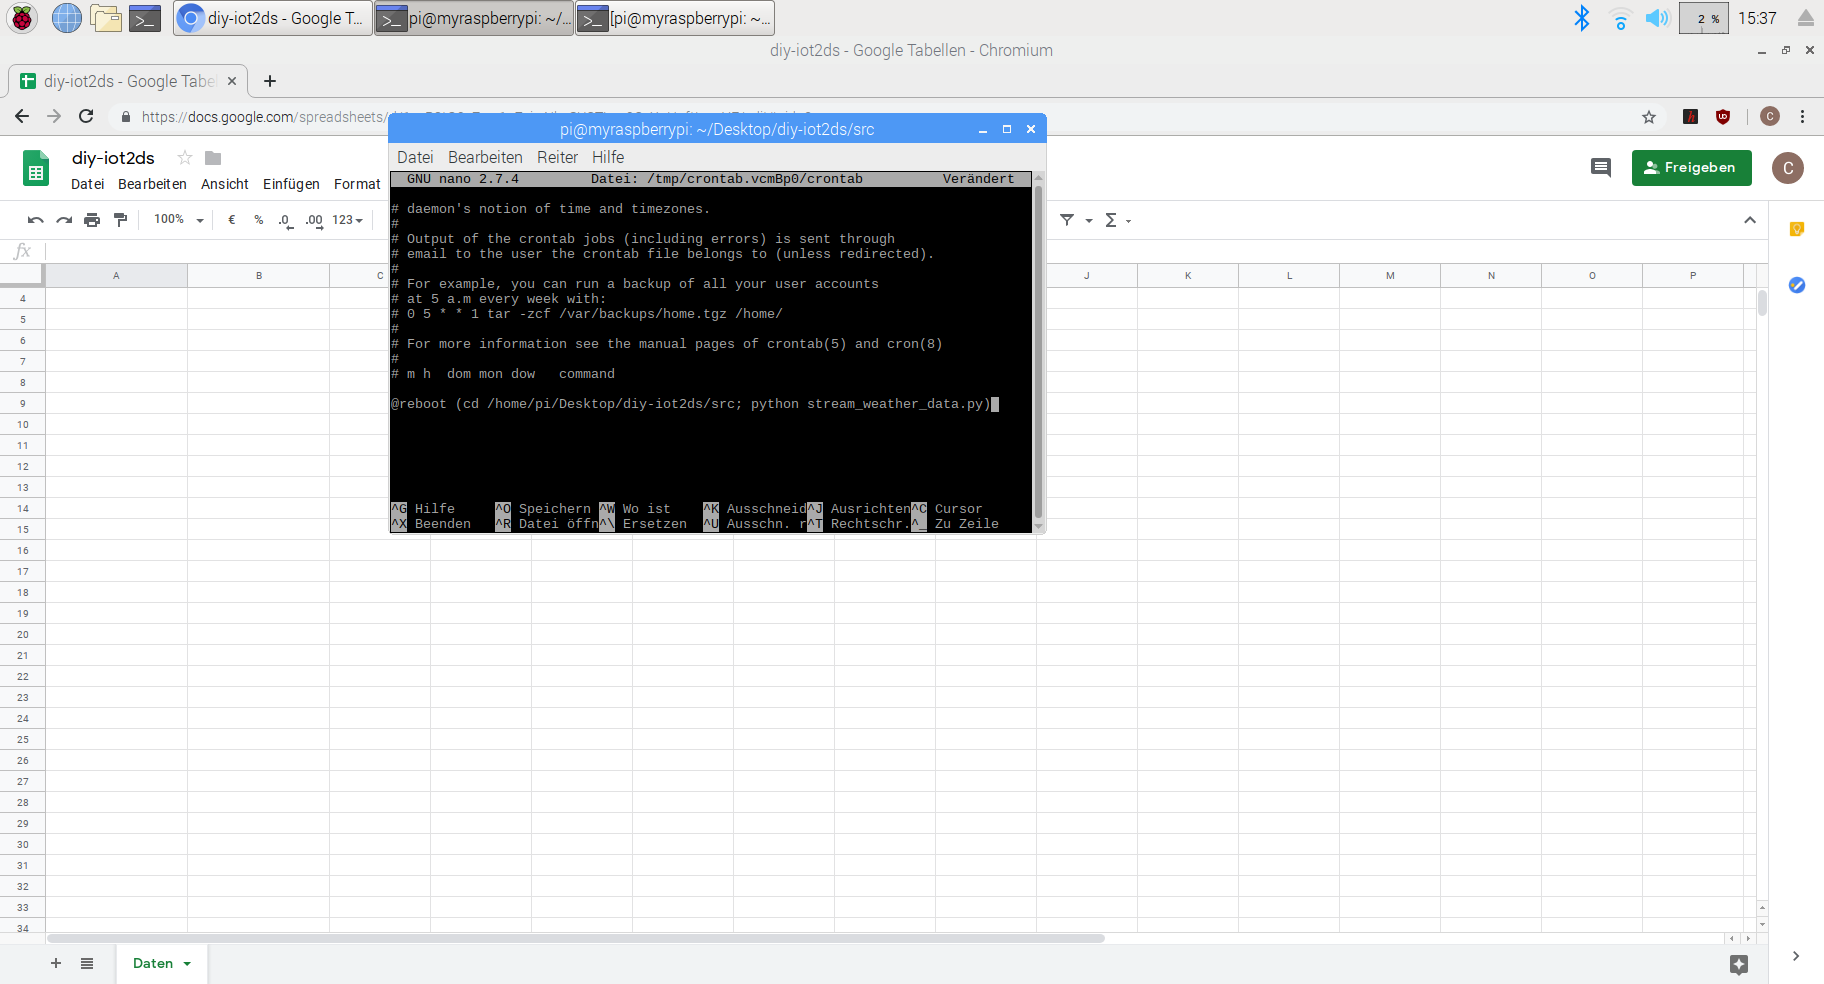 diy-iot2ds - Google T...
pi@myraspberrypi: ~/...
[pi@myraspberrypi: ~...
2 %
15:37
diy-iot2ds - Google Tabellen - Chromium
diy-iot2ds - Google Tabe
https://docs.google.com/spreadsheets/
C
pi@myraspberrypi: ~/Desktop/diy-iot2ds/src
Datei Bearbeiten Reiter Hilfe
diy-iot2ds
Datei Bearbeiten Ansicht Einfügen Format
Freigeben
C
100% € % .0 .00 123
fx
GNU nano 2.7.4 Datei: /tmp/crontab.vcmBp0/crontab Verändert
# daemon's notion of time and timezones.
#
# Output of the crontab jobs (including errors) is sent through
# email to the user the crontab file belongs to (unless redirected).
#
# For example, you can run a backup of all your user accounts
# at 5 a.m every week with:
# 0 5 * * 1 tar -zcf /var/backups/home.tgz /home/
#
# For more information see the manual pages of crontab(5) and cron(8)
#
# m h  dom mon dow   command
@reboot (cd /home/pi/Desktop/diy-iot2ds/src; python stream_weather_data.py)
^G Hilfe ^O Speichern ^W Wo ist ^K Ausschneid ^J Ausrichten ^C Cursor
^X Beenden ^R Datei öffn ^\ Ersetzen ^U Ausschn. r ^T Rechtschr. ^_ Zu Zeile
A B C J K L M N O P
4
5
6
7
8
9
10
11
12
13
14
15
16
17
18
19
20
21
22
23
24
25
26
27
28
29
30
31
32
33
34
Daten